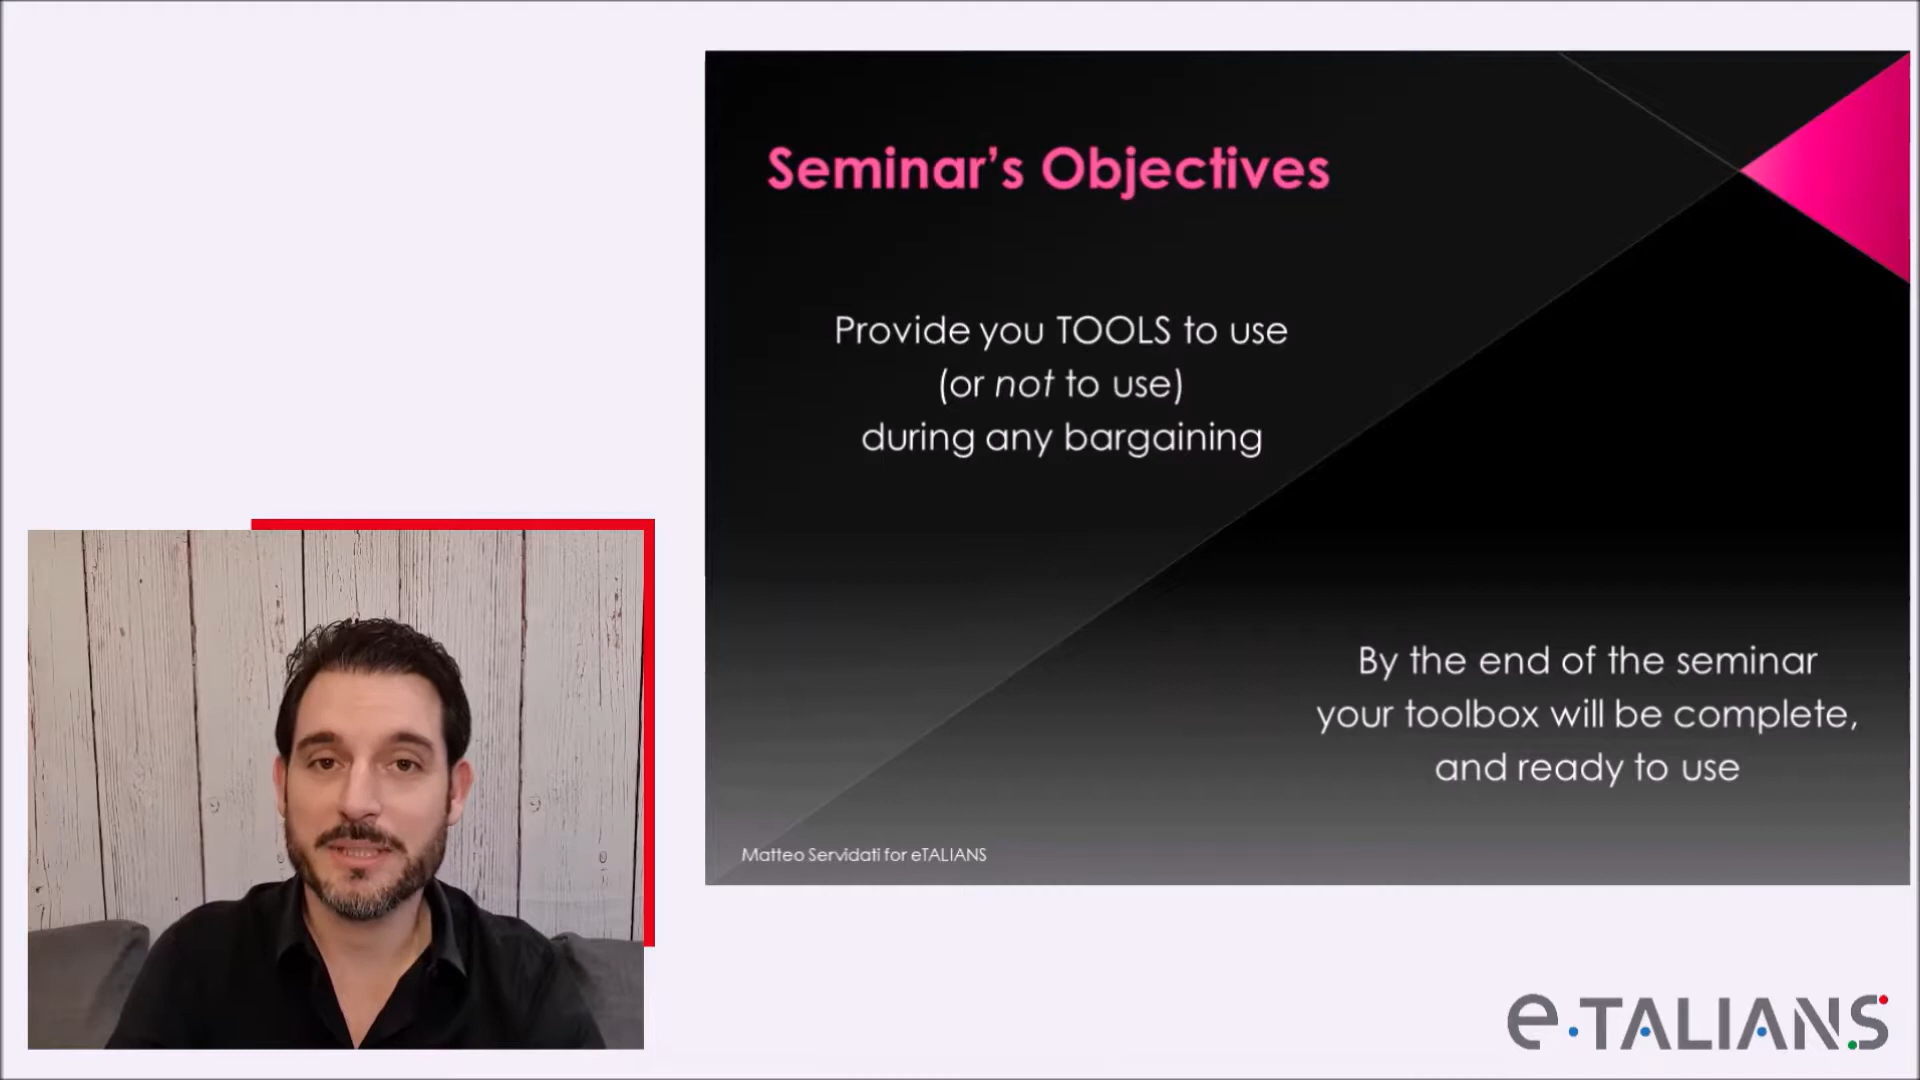 Seminar's Objectives
Provide you TOOLS to use
(or not to use)
during any bargaining
By the end of the seminar
your toolbox will be complete,
and ready to use
Matteo Servidati for eTALIANS
e·TALIANS